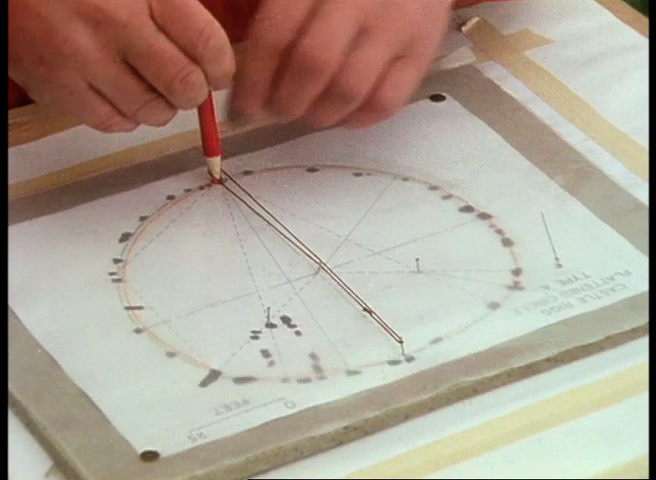 CASTLE RIGG
FLATTENED CIRCLE
TYPE A
0
25
FEET